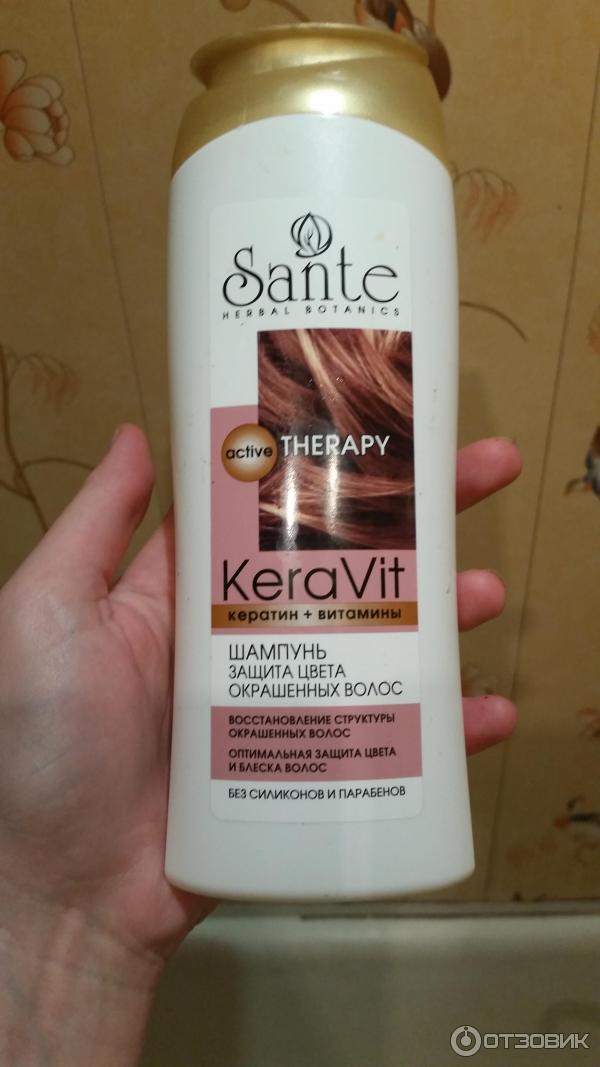 Sante
HERBAL BOTANICS
active THERAPY
KeraVit
кератин + витамины
ШАМПУНЬ
ЗАЩИТА ЦВЕТА
ОКРАШЕННЫХ ВОЛОС
ВОССТАНОВЛЕНИЕ СТРУКТУРЫ
ОКРАШЕННЫХ ВОЛОС
ОПТИМАЛЬНАЯ ЗАЩИТА ЦВЕТА
И БЛЕСКА ВОЛОС
БЕЗ СИЛИКОНОВ И ПАРАБЕНОВ
ОТЗОВИК